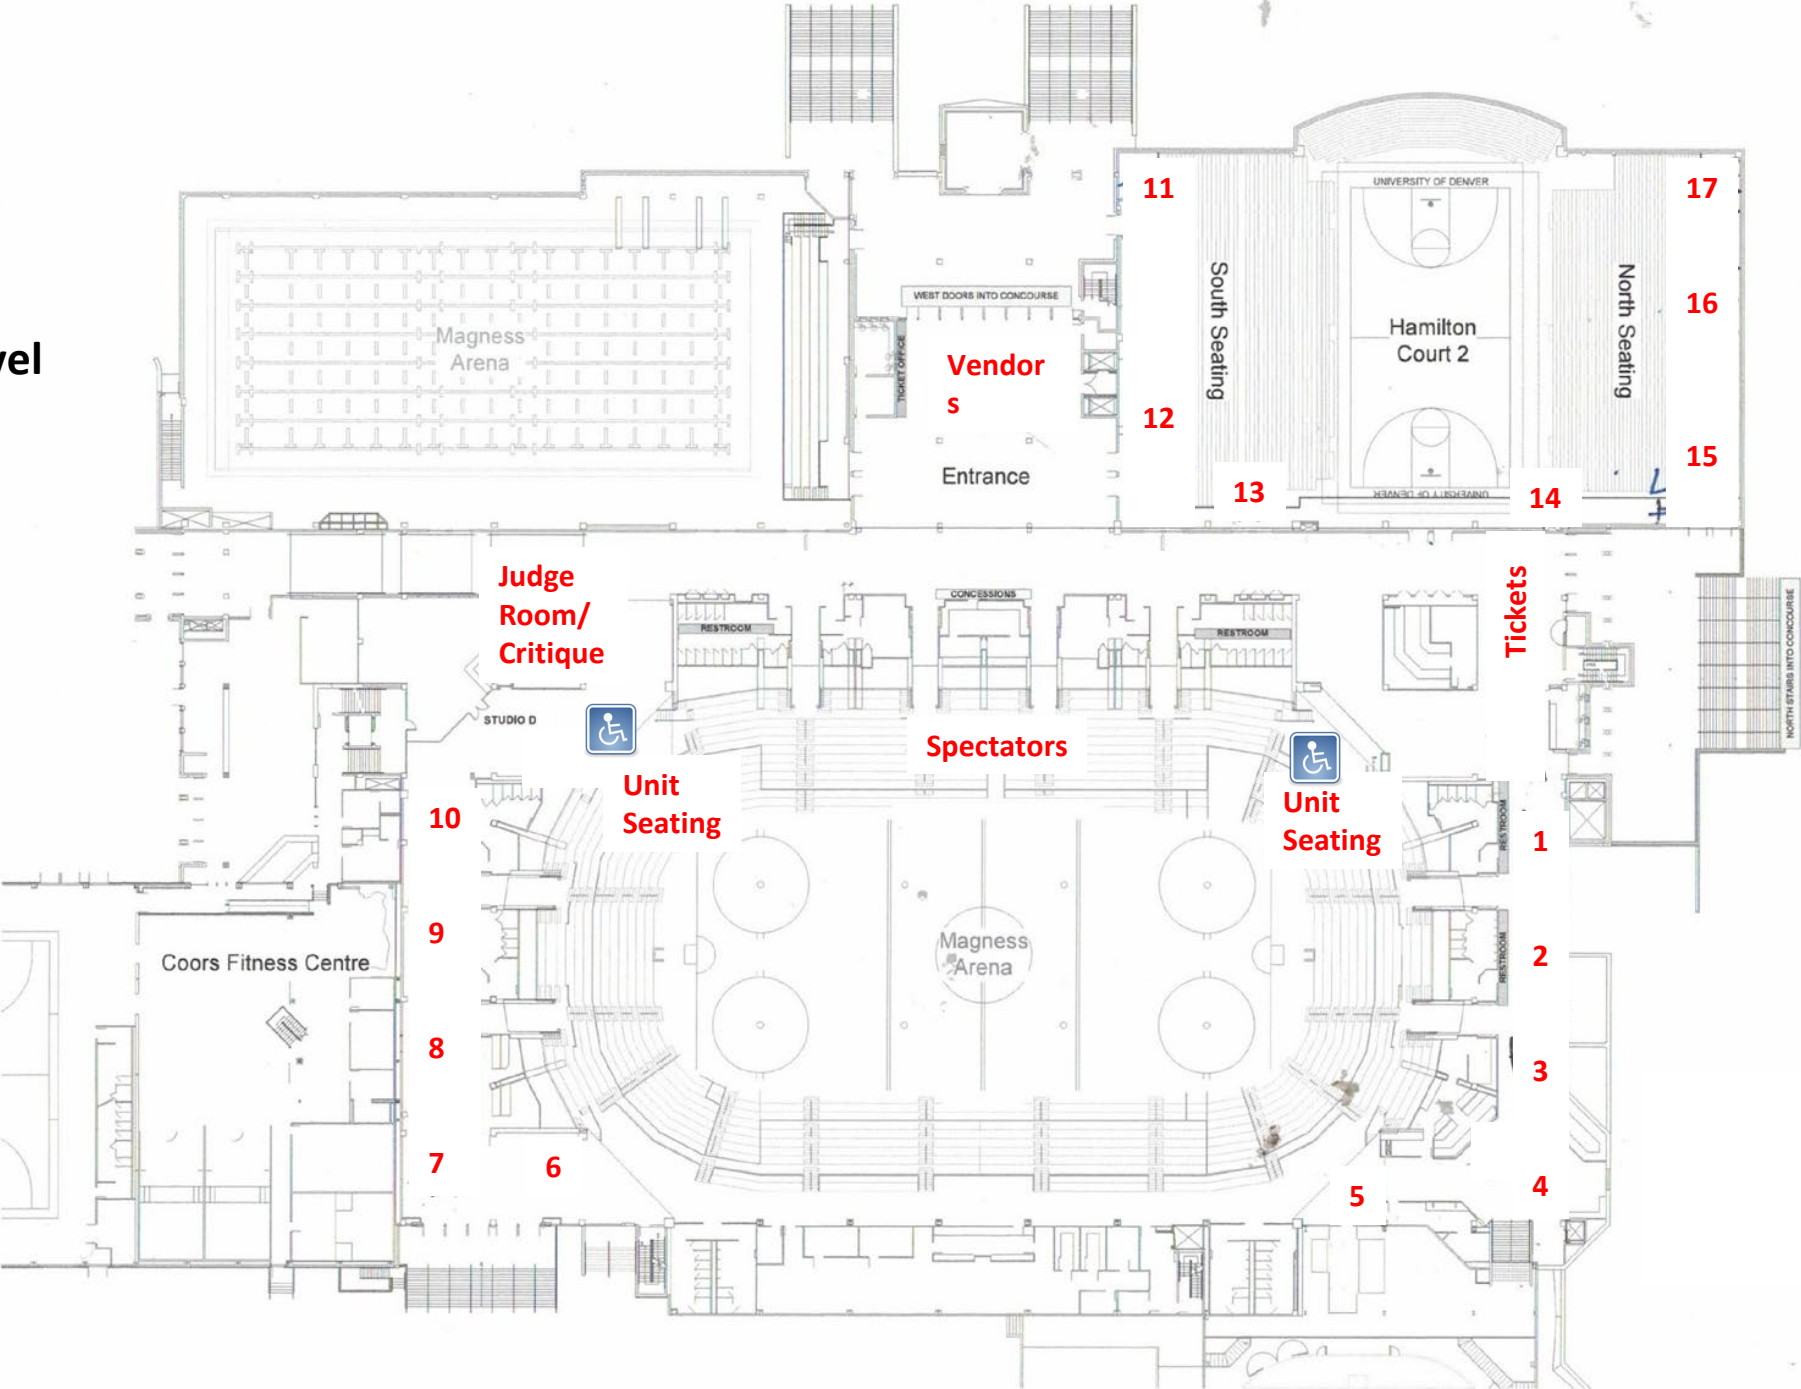 vel
11
17
UNIVERSITY OF DENVER
South Seating
North Seating
WEST DOORS INTO CONCOURSE
16
Magness
Arena
Hamilton
Court 2
TICKET OFFICE
Vendor
s
12
15
Entrance
13
14
UNIVERSITY OF DENVER
Judge
Room/
Critique
CONCESSIONS
RESTROOM
RESTROOM
Tickets
NORTH STAIRS INTO CONCOURSE
STUDIO D
Spectators
Unit
Seating
Unit
Seating
10
RESTROOM
1
9
Coors Fitness Centre
Magness
Arena
RESTROOM
2
8
3
7
6
5
4